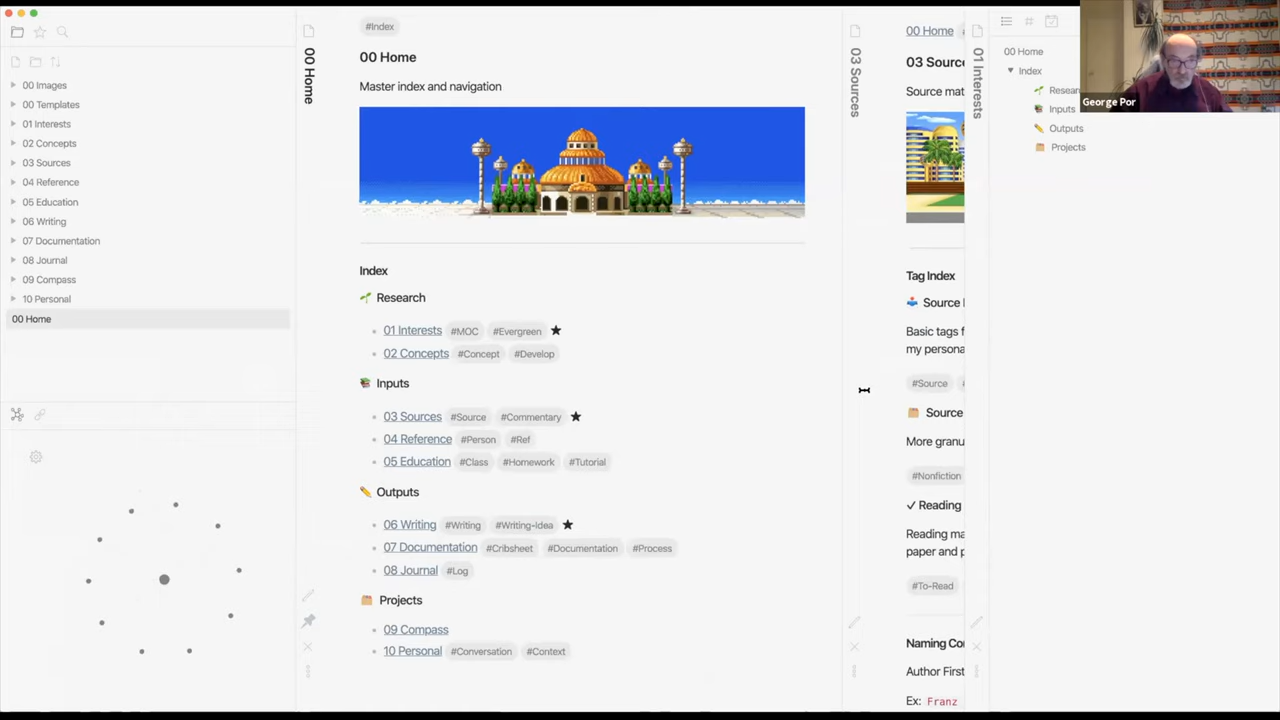 00 Images
00 Templates
01 Interests
02 Concepts
03 Sources
04 Reference
05 Education
06 Writing
07 Documentation
08 Journal
09 Compass
10 Personal
00 Home
00 Home
#Index
00 Home
Master index and navigation
Index
Research
01 Interests #MOC #Evergreen
02 Concepts #Concept #Develop
Inputs
03 Sources #Source #Commentary
04 Reference #Person #Ref
05 Education #Class #Homework #Tutorial
Outputs
06 Writing #Writing #Writing-Idea
07 Documentation #Cribsheet #Documentation #Process
08 Journal #Log
Projects
09 Compass
10 Personal #Conversation #Context
03 Sources
00 Home #
03 Sourc
Source mat
Tag Index
Source
Basic tags f
my persona
#Source #
Source
More granu
#Nonfiction
Reading
Reading ma
paper and p
#To-Read
Naming Co
Author First
Ex: Franz
01 Interests
00 Home
Index
Resear
Inputs
Outputs
Projects
George Por